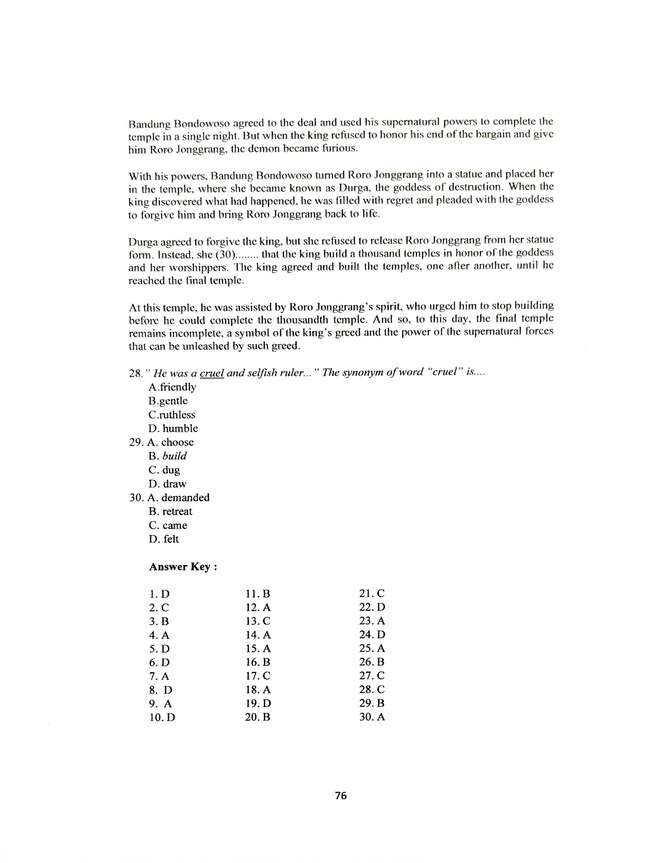 Bandung Bondowoso agreed to the deal and used his supernatural powers to complete the
temple in a single night. But when the king refused to honor his end of the bargain and give
him Roro Jonggrang, the demon became furious.
With his powers, Bandung Bondowoso turned Roro Jonggrang into a statue and placed her
in the temple, where she became known as Durga, the goddess of destruction. When the
king discovered what had happened, he was filled with regret and pleaded with the goddess
to forgive him and bring Roro Jonggrang back to life.
Durga agreed to forgive the king, but she refused to release Roro Jonggrang from her statue
form. Instead, she (30)........ that the king build a thousand temples in honor of the goddess
and her worshippers. The king agreed and built the temples, one after another, until he
reached the final temple.
At this temple, he was assisted by Roro Jonggrang's spirit, who urged him to stop building
before he could complete the thousandth temple. And so, to this day, the final temple
remains incomplete, a symbol of the king's greed and the power of the supernatural forces
that can be unleashed by such greed.
28. " He was a cruel and selfish ruler... " The synonym of word "cruel" is....
A.friendly
B.gentle
C.ruthless
D. humble
29. A. choose
B. build
C. dug
D. draw
30. A. demanded
B. retreat
C. came
D. felt
Answer Key :
1. D 11. B 21. C
2. C 12. A 22. D
3. B 13. C 23. A
4. A 14. A 24. D
5. D 15. A 25. A
6. D 16. B 26. B
7. A 17. C 27. C
8. D 18. A 28. C
9. A 19. D 29. B
10. D 20. B 30. A
76